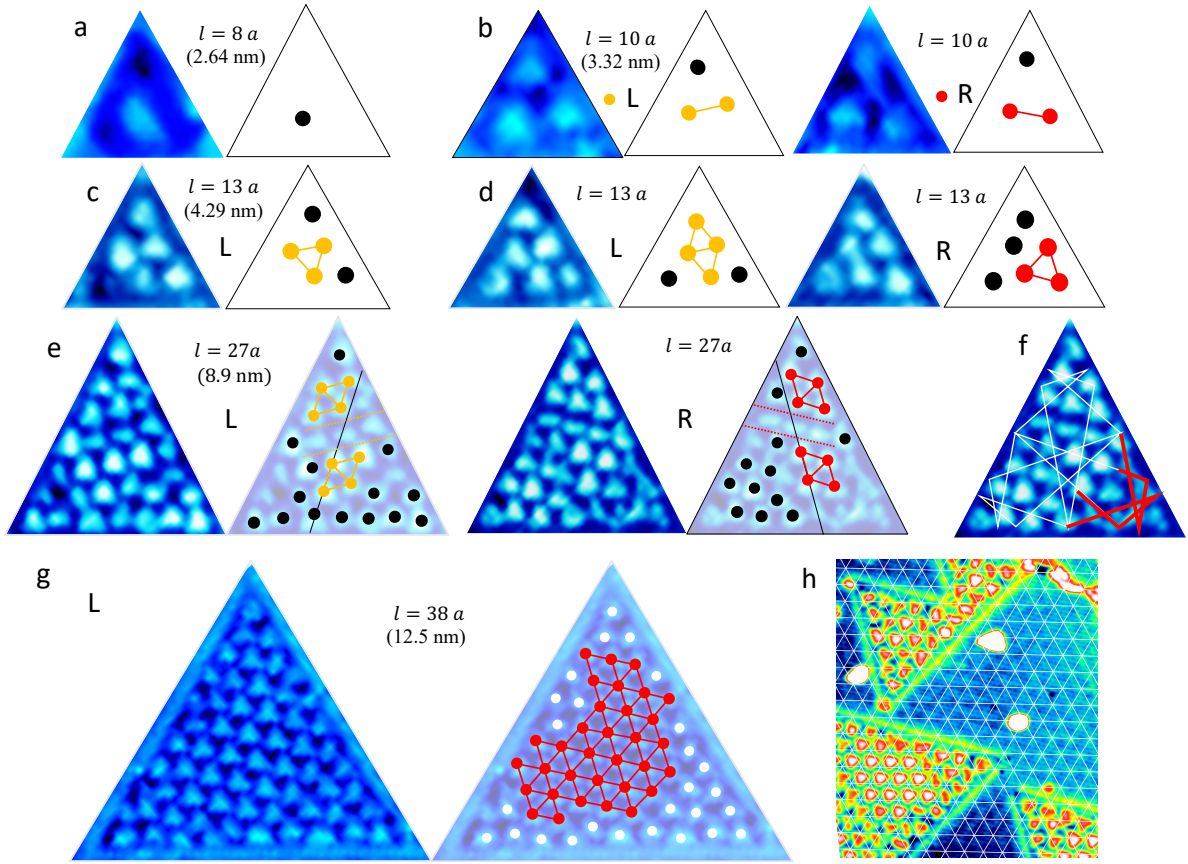 a
l = 8 a
(2.64 nm)
b
l = 10 a
(3.32 nm)
L
l = 10 a
R
c
l = 13 a
(4.29 nm)
L
d
l = 13 a
L
l = 13 a
R
e
l = 27a
(8.9 nm)
L
l = 27a
R
f
g
L
l = 38 a
(12.5 nm)
h